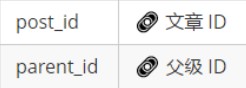 post_id 文章 ID
parent_id 父级 ID